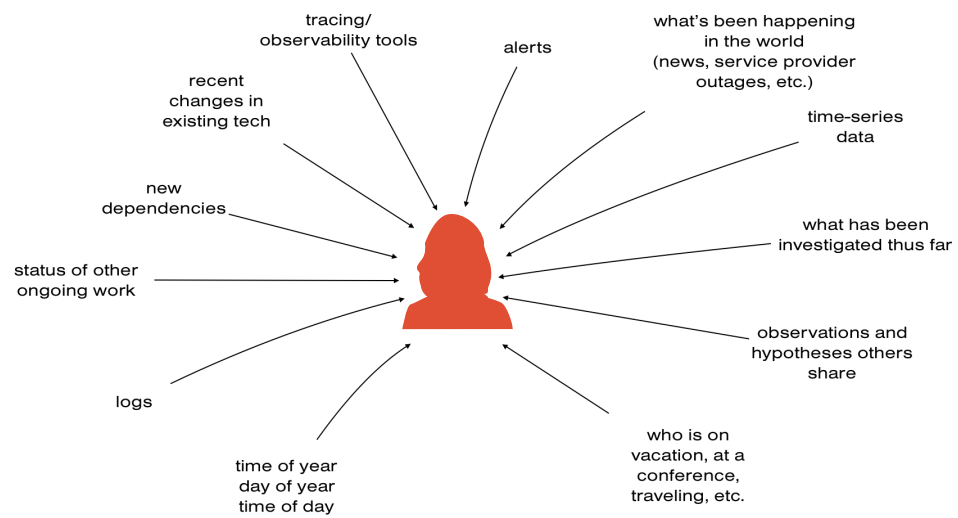 tracing/
observability tools
alerts
what's been happening
in the world
(news, service provider
outages, etc.)
recent
changes in
existing tech
time-series
data
new
dependencies
what has been
investigated thus far
status of other
ongoing work
observations and
hypotheses others
share
logs
who is on
vacation, at a
conference,
traveling, etc.
time of year
day of year
time of day